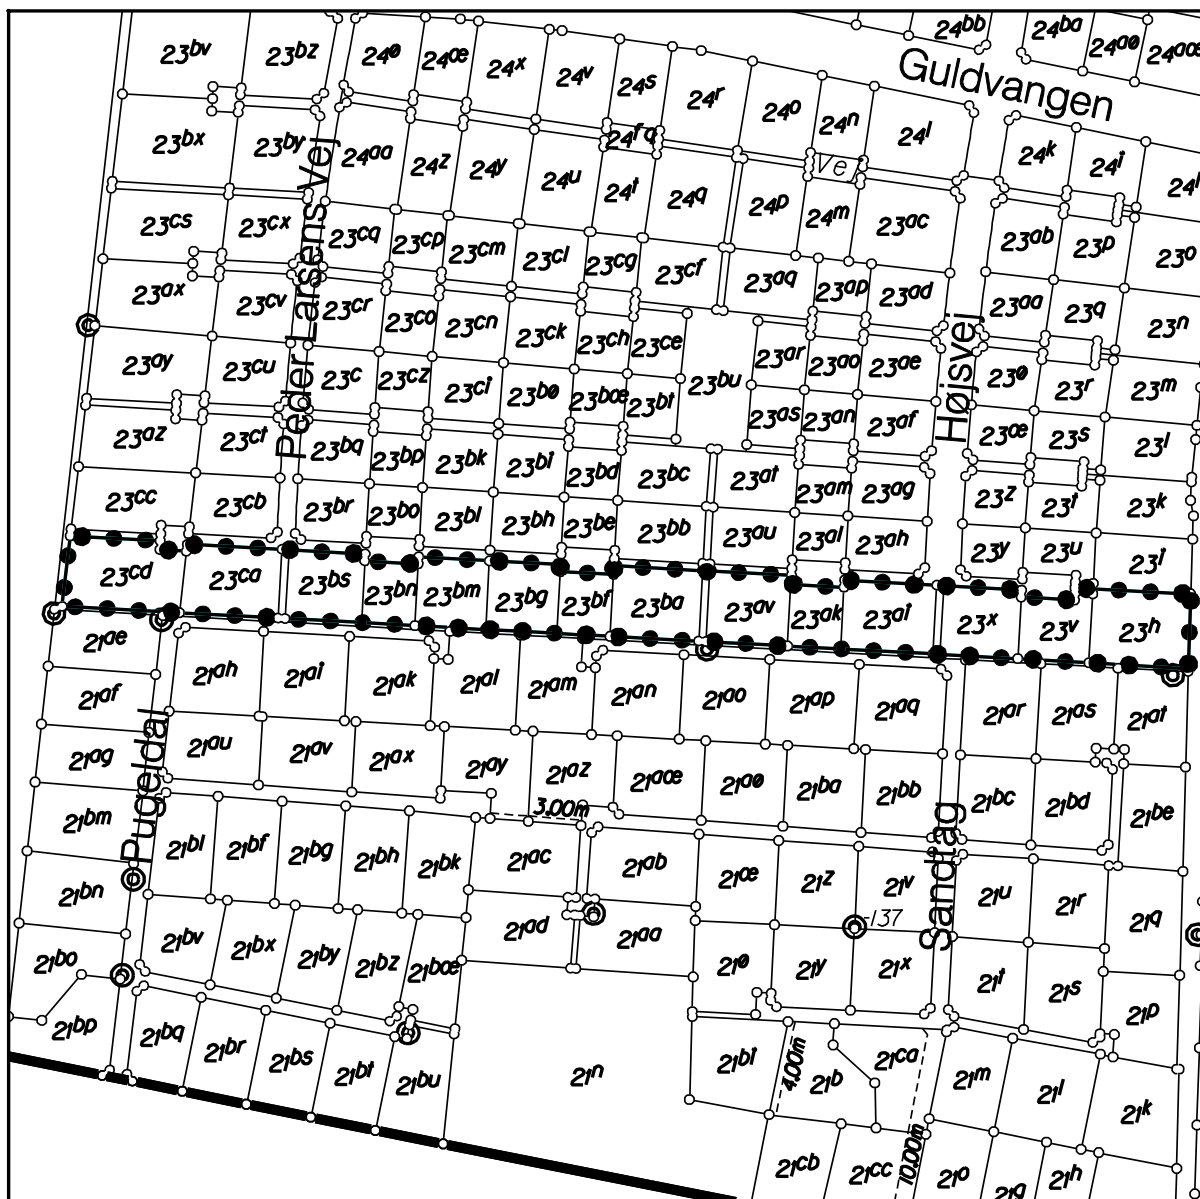 23bv 23bz 24ø 24æ 24x 24v 24s 24r 24o 24n 24l 24bb 24ba 24aø 24aæ
Guldvangen
23bx 23by 24aa 24z 24y 24u 24t 24fq 24q 24p 24m 24k 24i
Vej
23cs 23cx 23cq 23cp 23cm 23cl 23cg 23cf 23aq 23ap 23ac 23ab 23p 23o
Peder Larsens Vej
23ax 23cv 23cr 23co 23cn 23ck 23ch 23ce 23ad 23aa 23q 23n
23ay 23cu 23c 23cz 23ci 23bø 23bæ 23bt 23bu 23ar 23ao 23ae 23ø 23r 23m
Højsvej
23az 23ct 23bq 23bp 23bk 23bi 23bd 23bc 23as 23an 23af 23æ 23s 23l
23cc 23cb 23br 23bo 23bl 23bh 23be 23bb 23at 23am 23ag 23z 23t 23k
23au 23al 23ah 23y 23u 23i
23cd 23ca 23bs 23bn 23bm 23bg 23bf 23ba 23av 23ak 23ai 23x 23v 23h
21ae 21ah 21ai 21ak 21al 21am 21an 21ao 21ap 21aq 21ar 21as 21at
21af
21ag 21au 21av 21ax 21ay 21az 21aæ 21aø 21ba 21bb 21bc 21bd 21be
Pugeldal
3.00m
Sandtag
21bm 21bl 21bf 21bg 21bh 21bk 21ac 21ab 21æ 21z 21v 21u 21r 21q
21bn 21bv 21bx 21by 21bz 21bæ 21ad 21aa 137
21bo 21ø 21y 21x 21t 21s 21p
21bp 21bq 21br 21bs 21bt 21bu 21n 21bi 4.00m 21b 21ca 21m 21l 21k
10.00m
21cb 21cc 21o 21g 21h